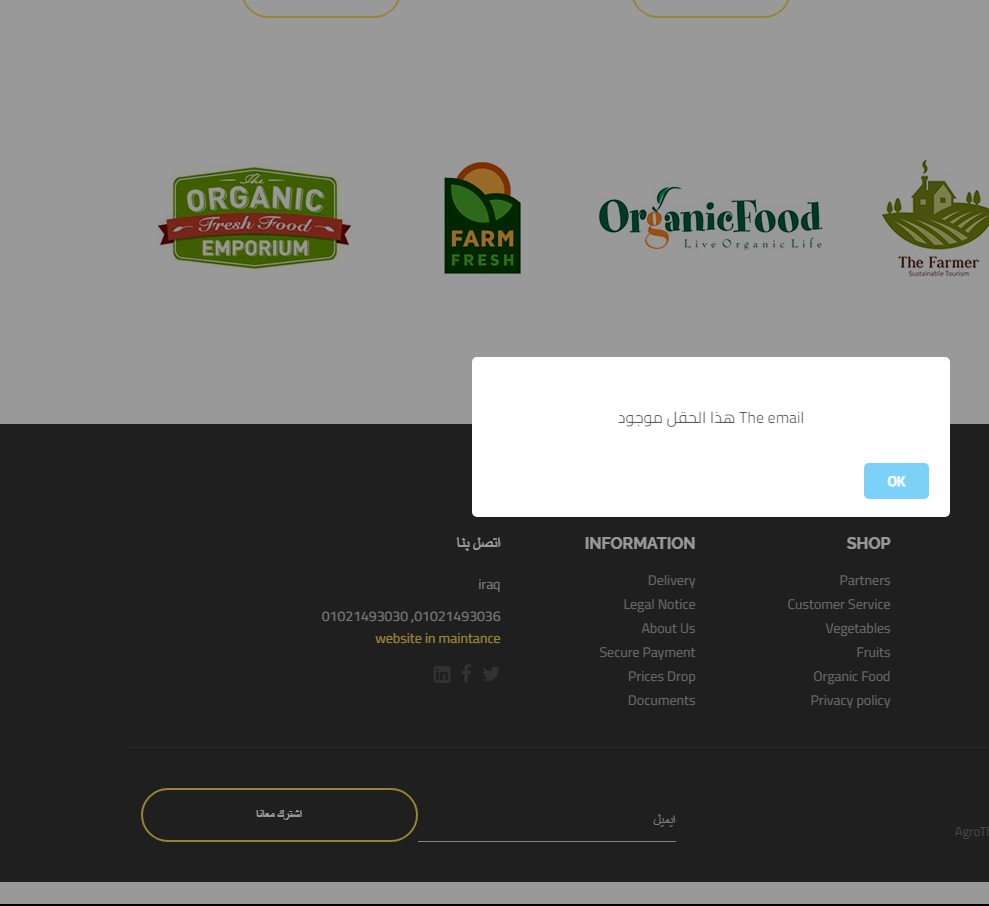 The
ORGANIC
Fresh Food
EMPORIUM
FARM
FRESH
OrganicFood
Live Organic Life
The Farmer
Sustainable Tourism
The email هذا الحقل موجود
OK
SHOP
Partners
Customer Service
Vegetables
Fruits
Organic Food
Privacy policy
INFORMATION
Delivery
Legal Notice
About Us
Secure Payment
Prices Drop
Documents
اتصل بنا
iraq
01021493030 ,01021493036
website in maintance
ايميل
اشترك معانا